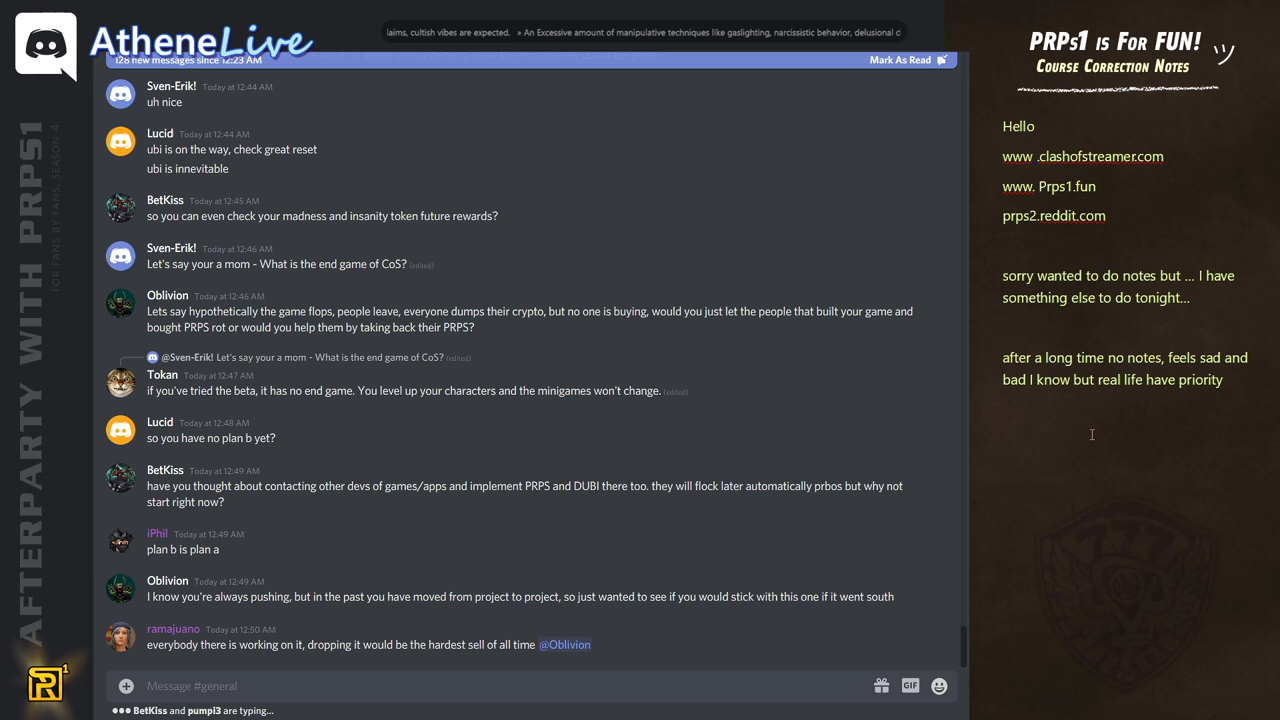 AtheneLive
laims, cultish vibes are expected. » An Excessive amount of manipulative techniques like gaslighting, narcissistic behavior, delusional c
128 new messages since 12:23 AM
Mark As Read
Sven-Erik! Today at 12:44 AM
uh nice
Lucid Today at 12:44 AM
ubi is on the way, check great reset
ubi is innevitable
BetKiss Today at 12:45 AM
so you can even check your madness and insanity token future rewards?
Sven-Erik! Today at 12:46 AM
Let's say your a mom - What is the end game of CoS? (edited)
Oblivion Today at 12:46 AM
Lets say hypothetically the game flops, people leave, everyone dumps their crypto, but no one is buying, would you just let the people that built your game and
bought PRPS rot or would you help them by taking back their PRPS?
@Sven-Erik! Let's say your a mom - What is the end game of CoS? (edited)
Tokan Today at 12:47 AM
if you've tried the beta, it has no end game. You level up your characters and the minigames won't change. (edited)
Lucid Today at 12:48 AM
so you have no plan b yet?
BetKiss Today at 12:49 AM
have you thought about contacting other devs of games/apps and implement PRPS and DUBI there too. they will flock later automatically prbos but why not
start right now?
iPhil Today at 12:49 AM
plan b is plan a
Oblivion Today at 12:49 AM
I know you're always pushing, but in the past you have moved from project to project, so just wanted to see if you would stick with this one if it went south
ramajuano Today at 12:50 AM
everybody there is working on it, dropping it would be the hardest sell of all time @Oblivion
Message #general
GIF
BetKiss and pumpi3 are typing...
AFTERPARTY WITH PRPS1
FOR FANS BY FANS, SEASON 4
R1
PRPs1 is For FUN! ツ
Course Correction Notes
Hello
www .clashofstreamer.com
www. Prps1.fun
prps2.reddit.com
sorry wanted to do notes but ... I have
something else to do tonight...
after a long time no notes, feels sad and
bad I know but real life have priority